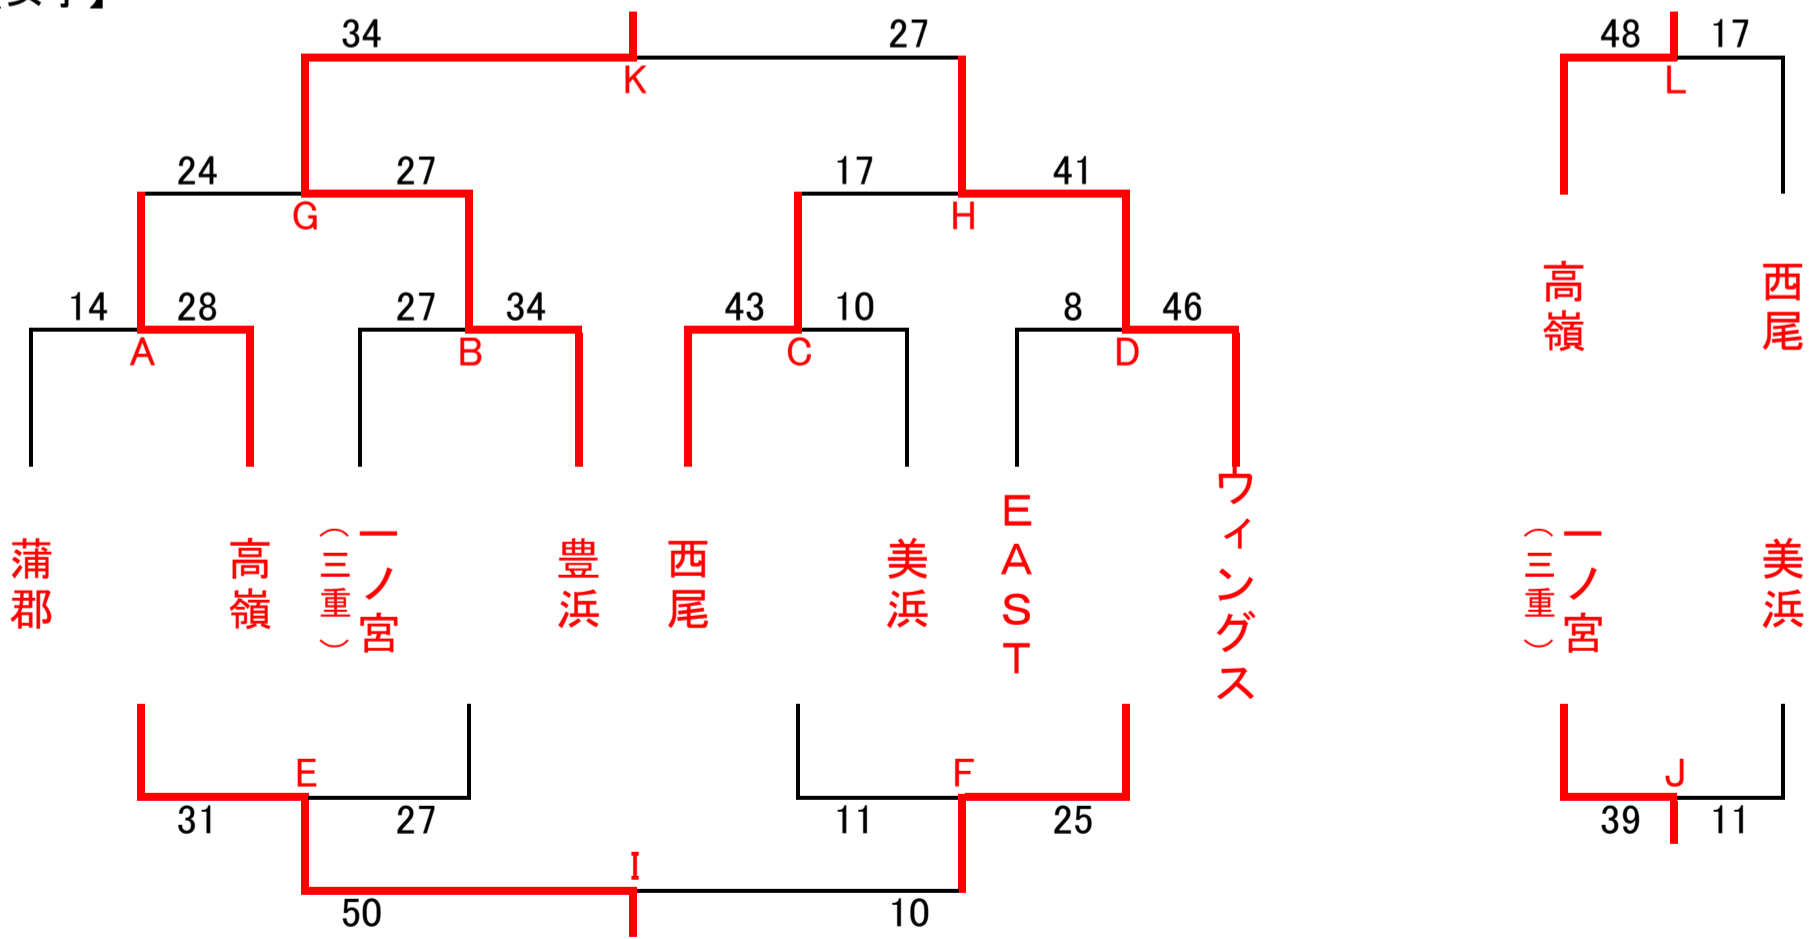 34 27 48 17
K L
24 27 17 41
G H
14 28 27 34 43 10 8 46
A B C D
高嶺
西尾
蒲郡
高嶺
一ノ宮
（三重）
豊浜
西尾
美浜
EAST
ウィングス
一ノ宮
（三重）
美浜
E F J
31 27 11 25 39 11
I
50 10